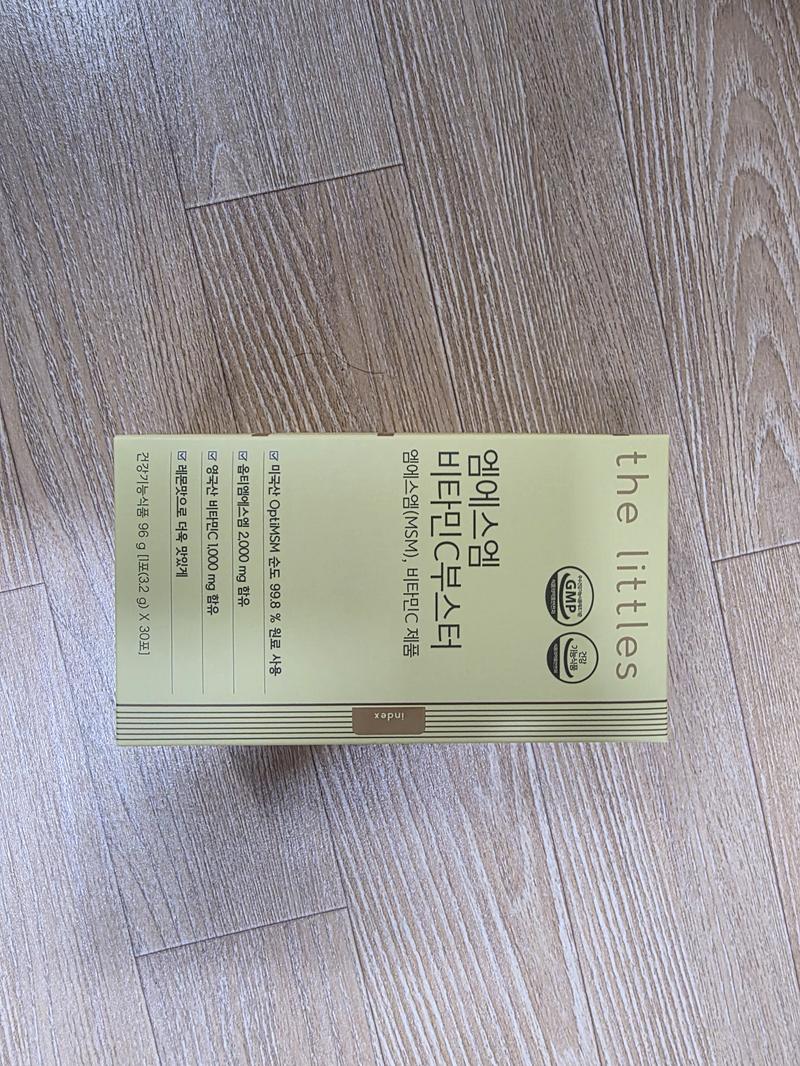 the littles
GMP
건강
기능식품
엠에스엠
비타민C부스터
엠에스엠(MSM), 비타민C 제품
미국산 OptiMSM 순도 99.8 % 원료 사용
옵티엠에스엠 2,000 mg 함유
영국산 비타민C 1,000 mg 함유
레몬맛으로 더욱 맛있게
건강기능식품 96 g [1포(3.2 g) X 30포]
index